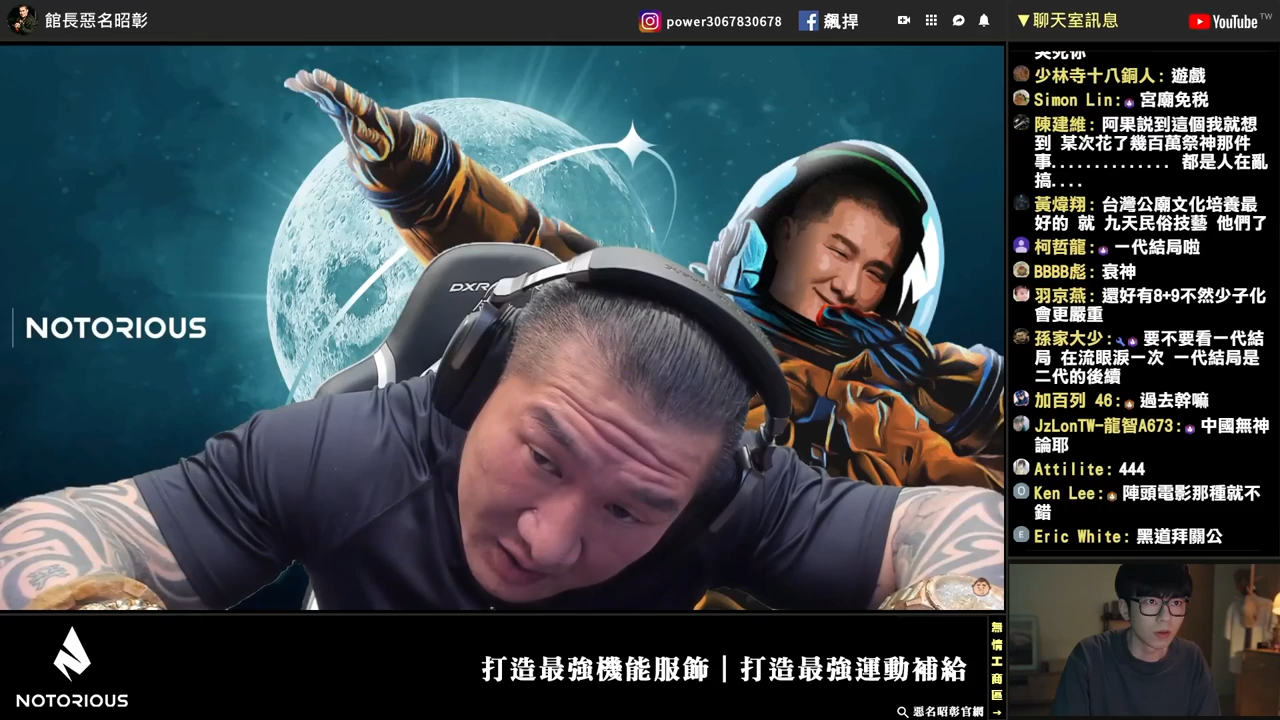 館長惡名昭彰
power3067830678
飆捍
▼聊天室訊息
YouTube TW
笑死你
少林寺十八銅人: 遊戲
Simon Lin: 宮廟免税
陳建維: 阿果説到這個我就想
到 某次花了幾百萬祭神那件
事.............. 都是人在亂
搞....
黃煒翔: 台灣公廟文化培養最
好的 就 九天民俗技藝 他們了
柯哲龍: 一代結局啦
BBBB彪: 衰神
羽京燕: 還好有8+9不然少子化
會更嚴重
孫家大少: 要不要看一代結
局 在流眼淚一次 一代結局是
二代的後續
加百列 46: 過去幹嘛
JzLonTW-龍智A673: 中國無神
論耶
Attilite: 444
Ken Lee: 陣頭電影那種就不
錯
Eric White: 黑道拜關公
NOTORIOUS
DXR
NOTORIOUS
打造最強機能服飾｜打造最強運動補給
無情工商區→
惡名昭彰官網